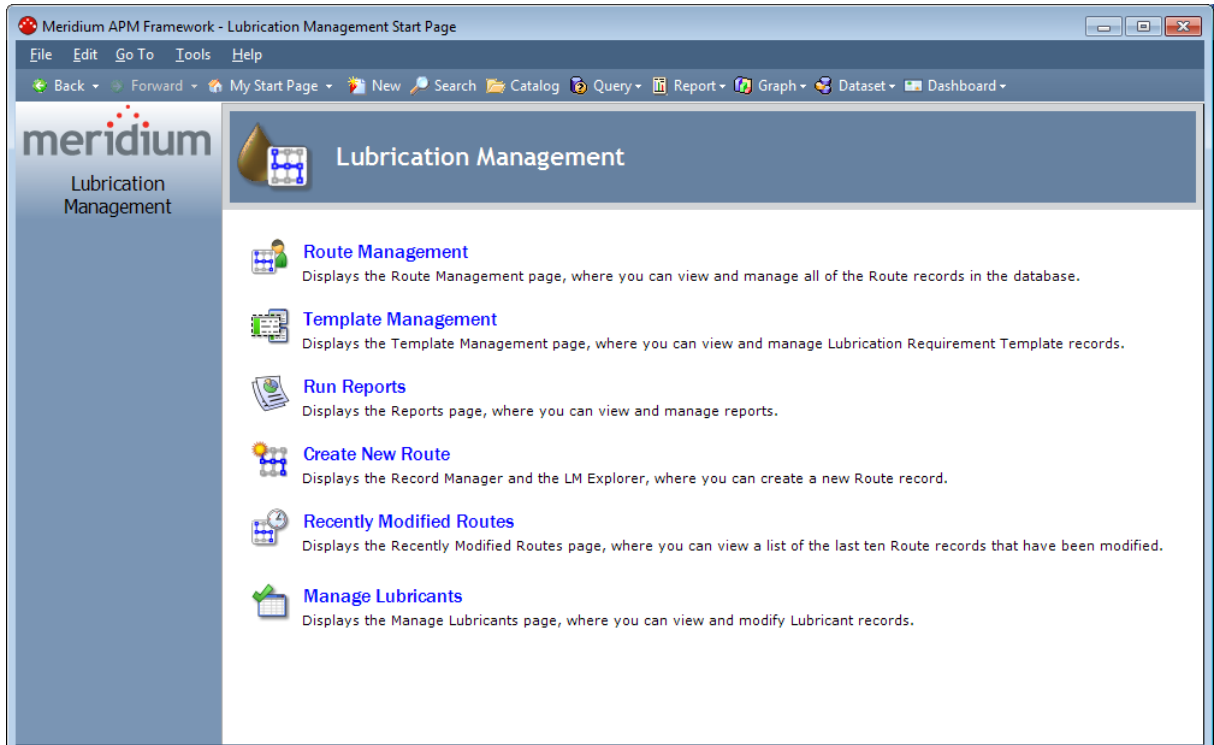 Meridium APM Framework - Lubrication Management Start Page
File Edit Go To Tools Help
Back Forward My Start Page New Search Catalog Query Report Graph Dataset Dashboard
meridium
Lubrication
Management
Lubrication Management
Route Management
Displays the Route Management page, where you can view and manage all of the Route records in the database.
Template Management
Displays the Template Management page, where you can view and manage Lubrication Requirement Template records.
Run Reports
Displays the Reports page, where you can view and manage reports.
Create New Route
Displays the Record Manager and the LM Explorer, where you can create a new Route record.
Recently Modified Routes
Displays the Recently Modified Routes page, where you can view a list of the last ten Route records that have been modified.
Manage Lubricants
Displays the Manage Lubricants page, where you can view and modify Lubricant records.